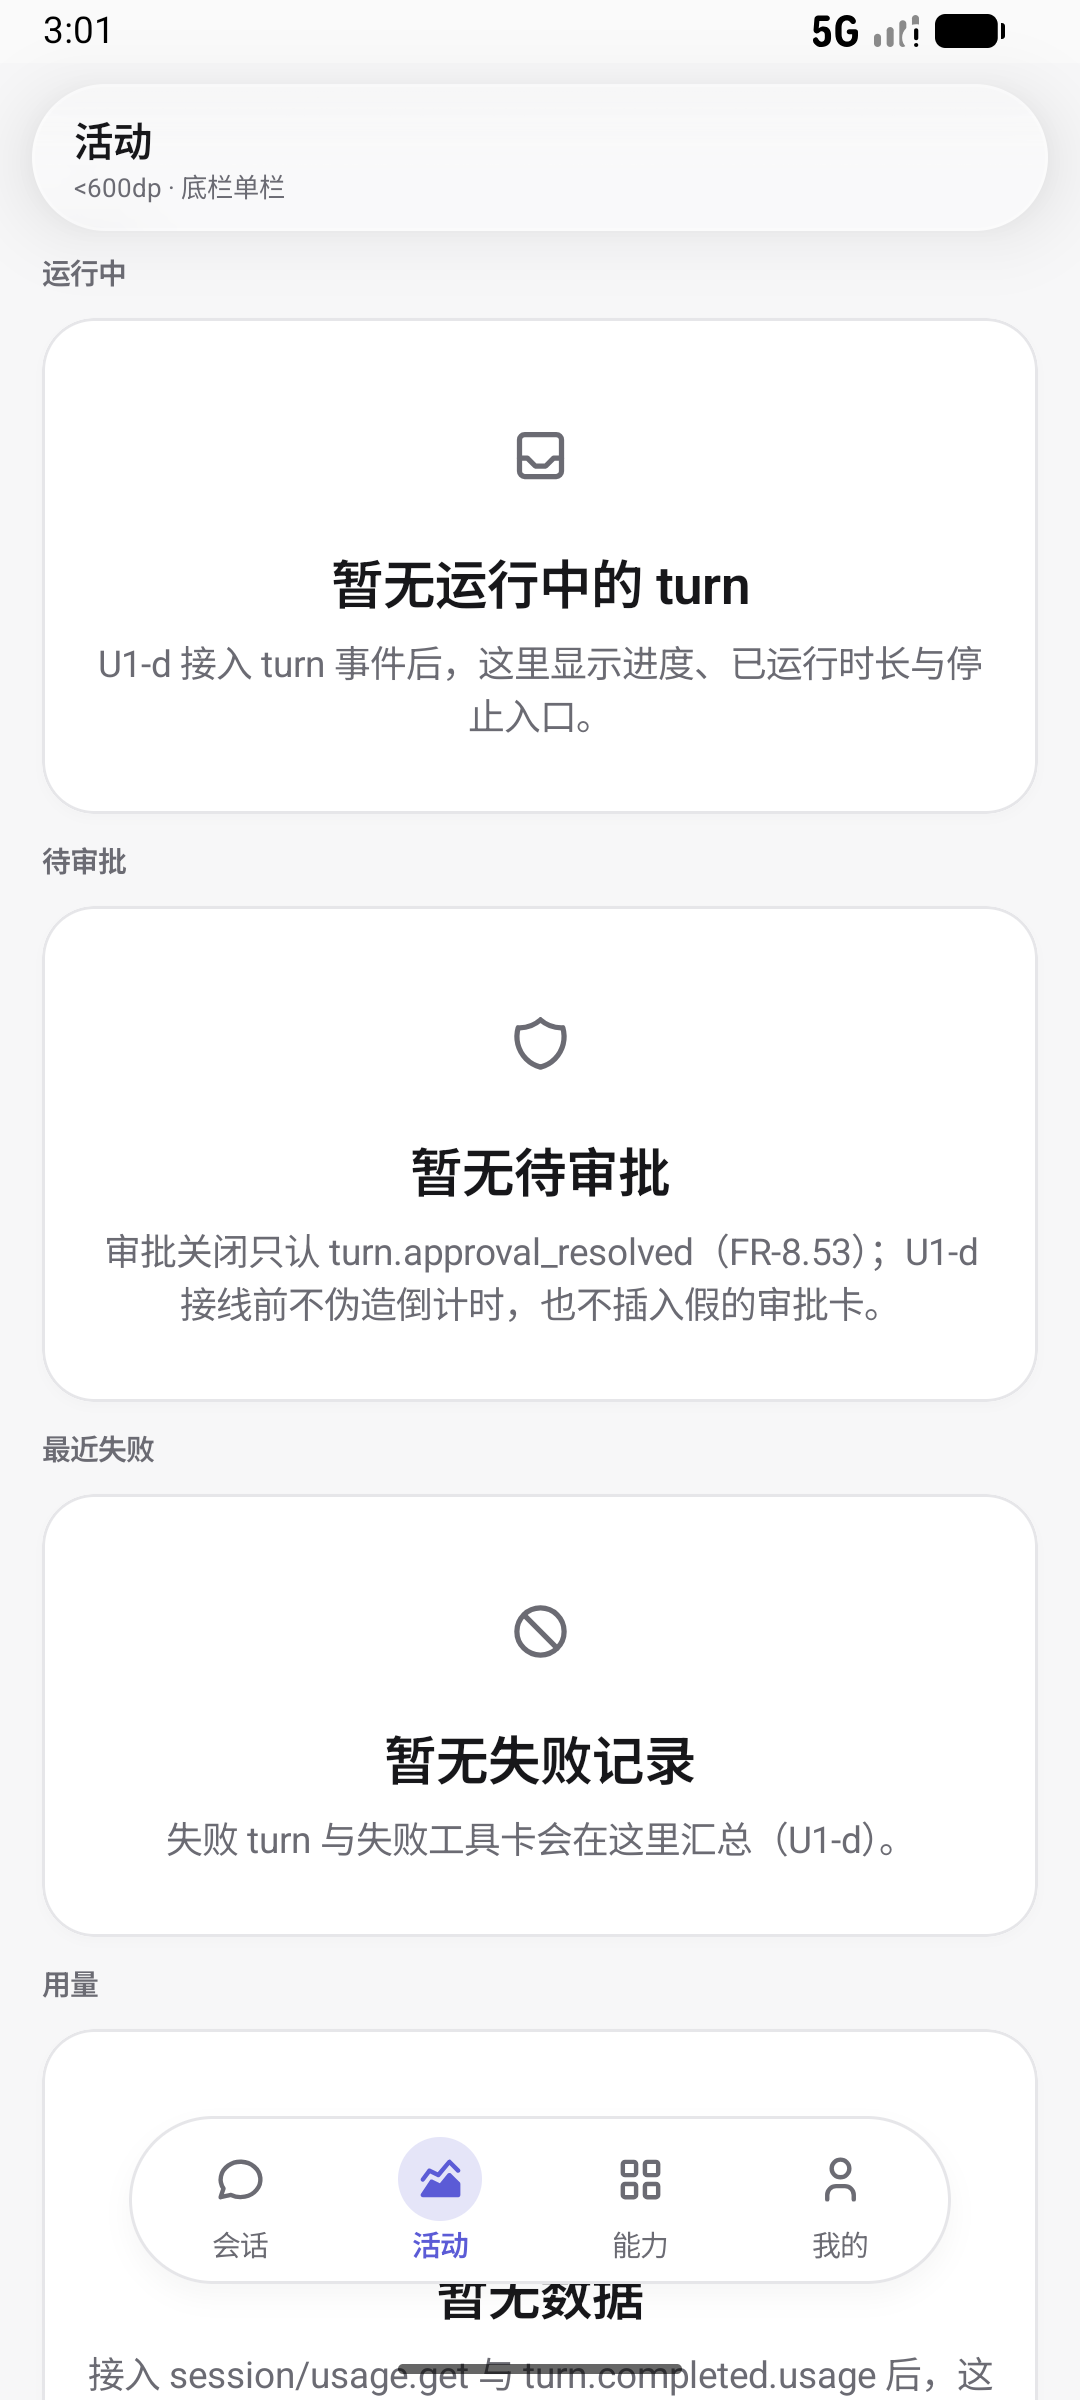 3:01
5G
活动
<600dp · 底栏单栏
运行中
暂无运行中的 turn
U1-d 接入 turn 事件后，这里显示进度、已运行时长与停
止入口。
待审批
暂无待审批
审批关闭只认 turn.approval_resolved（FR-8.53）；U1-d
接线前不伪造倒计时，也不插入假的审批卡。
最近失败
暂无失败记录
失败 turn 与失败工具卡会在这里汇总（U1-d）。
用量
会话
活动
能力
我的
暂无数据
接入 session/usage.get 与 turn.completed.usage 后，这